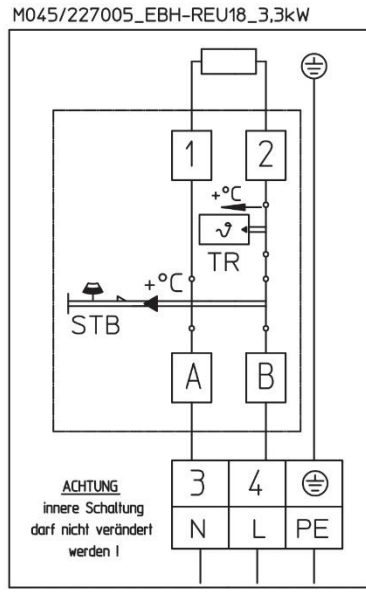 M045/227005_EBH-REU18_3,3kW
1 2
+°C
ϑ
TR
+°C
STB
A B
3 4
N L PE
ACHTUNG
innere Schaltung
darf nicht verändert
werden !